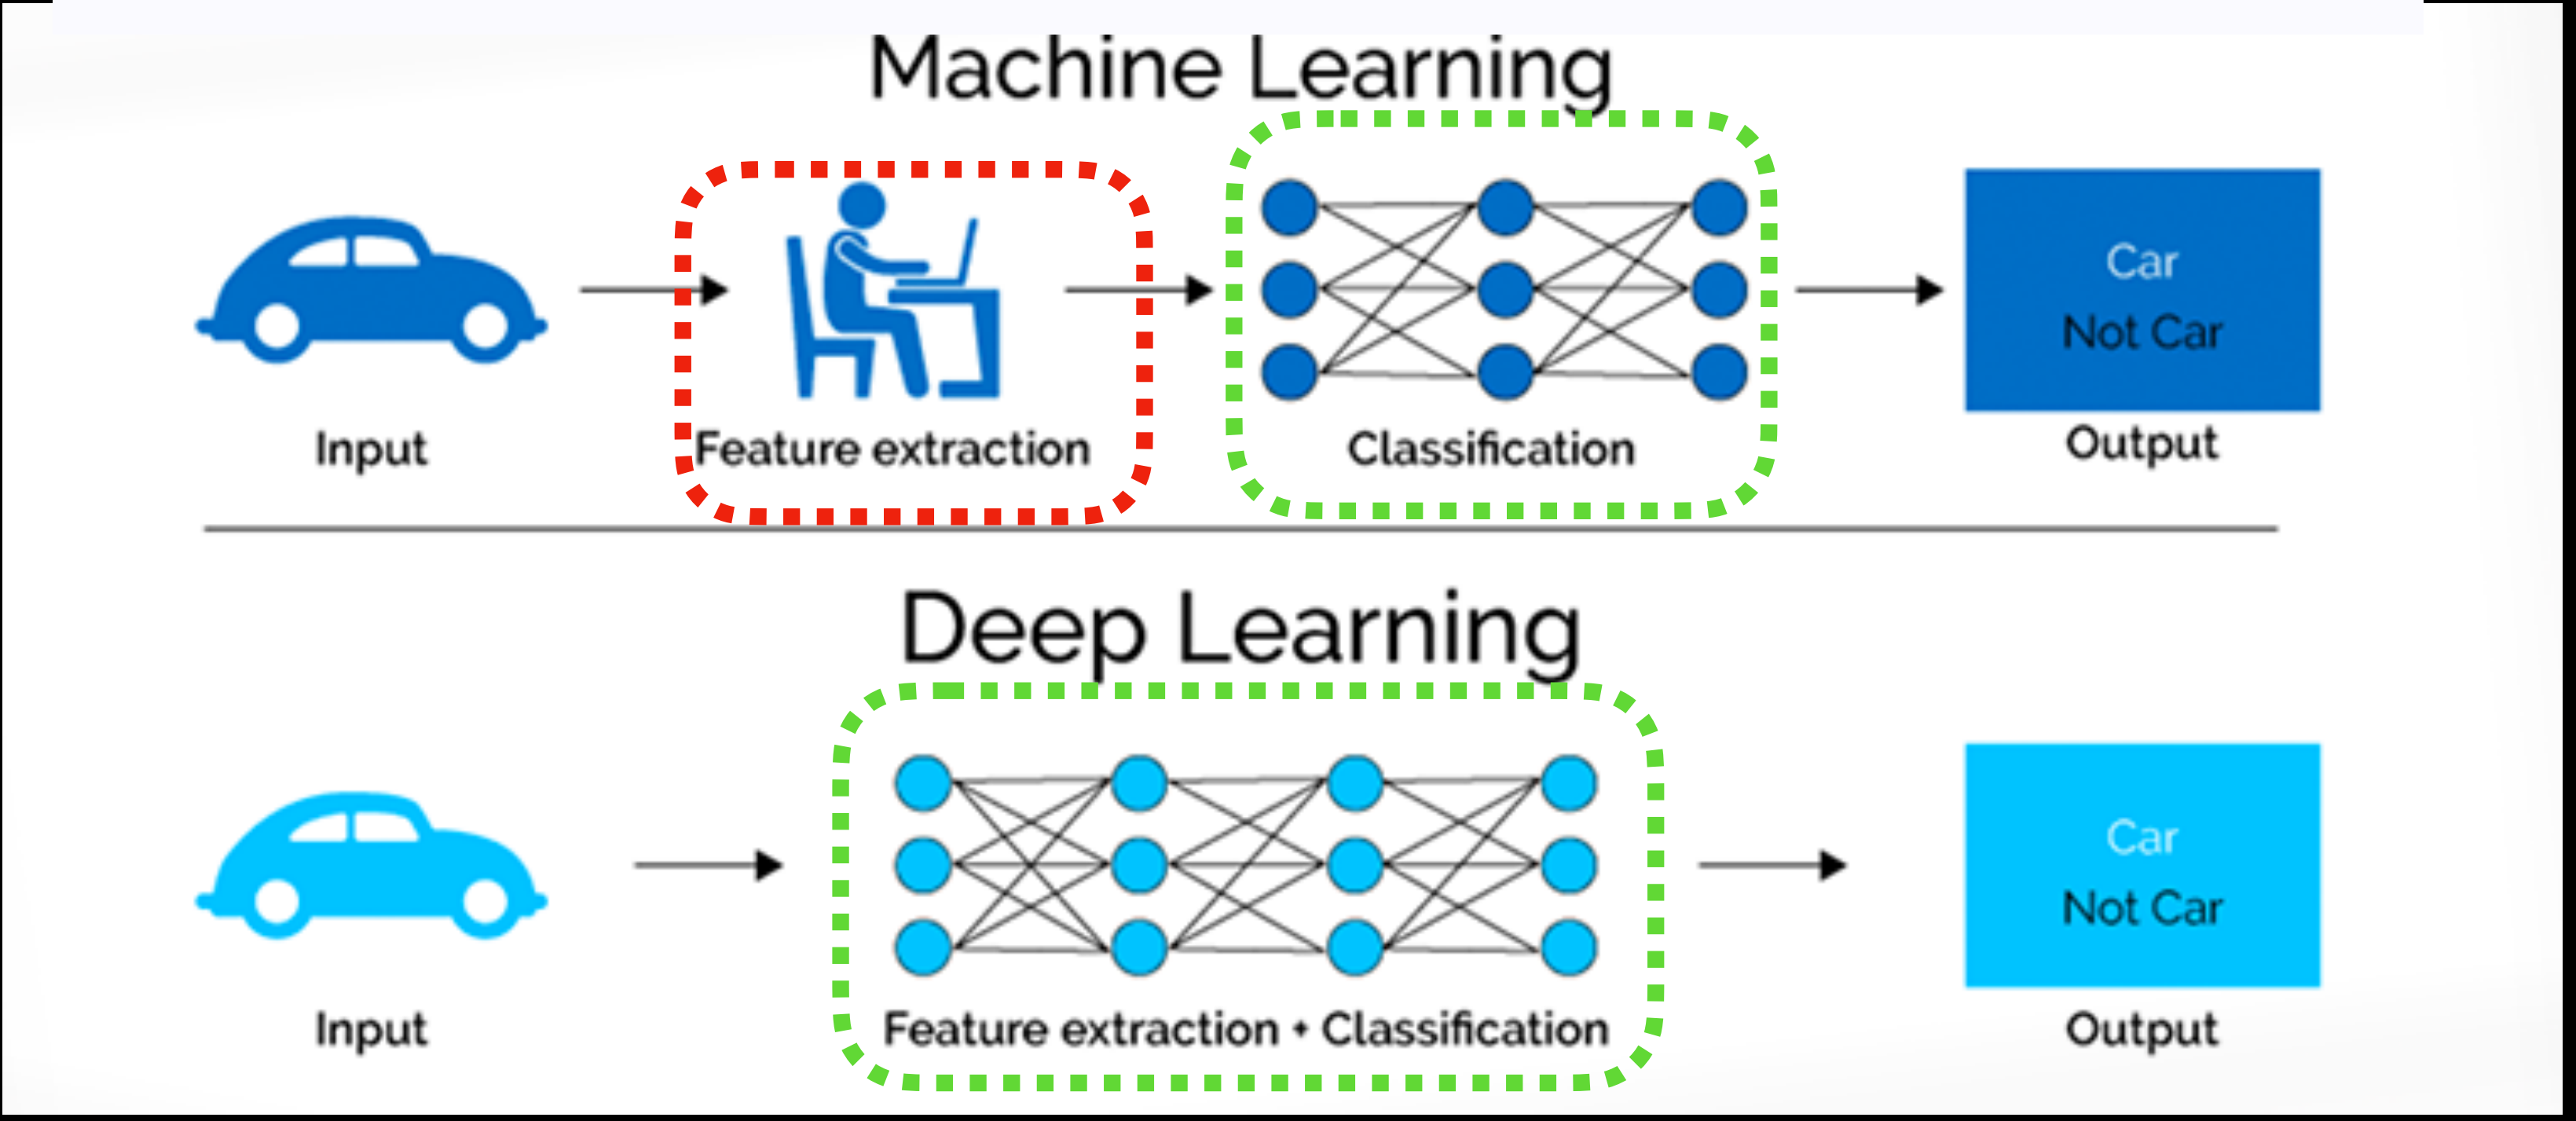 Machine Learning
Input
Feature extraction
Classification
Car
Not Car
Output
Deep Learning
Input
Feature extraction + Classification
Car
Not Car
Output